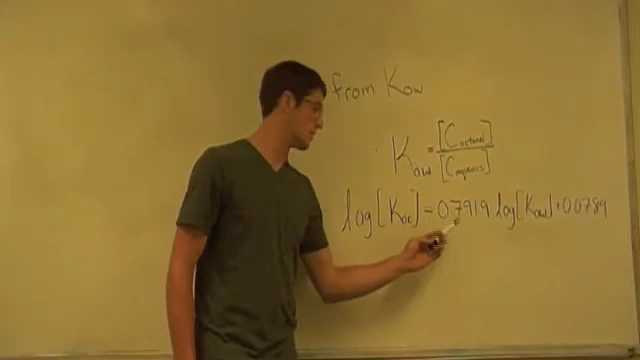 from Kow
Kow = [Coctanol]/[Caqueous]
log[Koc] = 0.7919 log[Kow] + 0.0784